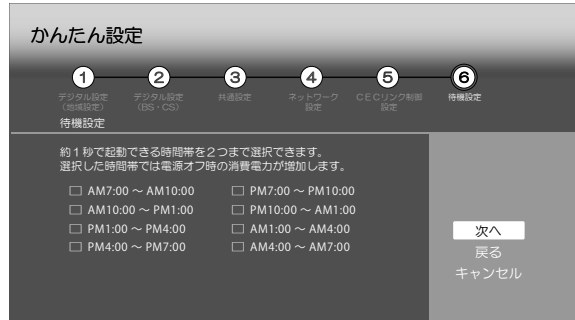 かんたん設定
1 2 3 4 5 6
デジタル設定
(地域設定)
デジタル設定
(BS・CS)
共通設定
ネットワーク
設定
CECリンク制御
設定
待機設定
待機設定
約1秒で起動できる時間帯を2つまで選択できます。
選択した時間帯では電源オフ時の消費電力が増加します。
AM7:00 ～ AM10:00
AM10:00 ～ PM1:00
PM1:00 ～ PM4:00
PM4:00 ～ PM7:00
PM7:00 ～ PM10:00
PM10:00 ～ AM1:00
AM1:00 ～ AM4:00
AM4:00 ～ AM7:00
次へ
戻る
キャンセル